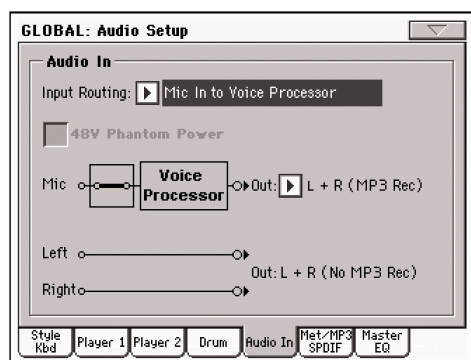 GLOBAL: Audio Setup
Audio In
Input Routing: Mic In to Voice Processor
48V Phantom Power
Mic Voice Processor Out: L + R (MP3 Rec)
Left
Out: L + R (No MP3 Rec)
Right
Style Kbd Player 1 Player 2 Drum Audio In Met/MP3 SPDIF Master EQ